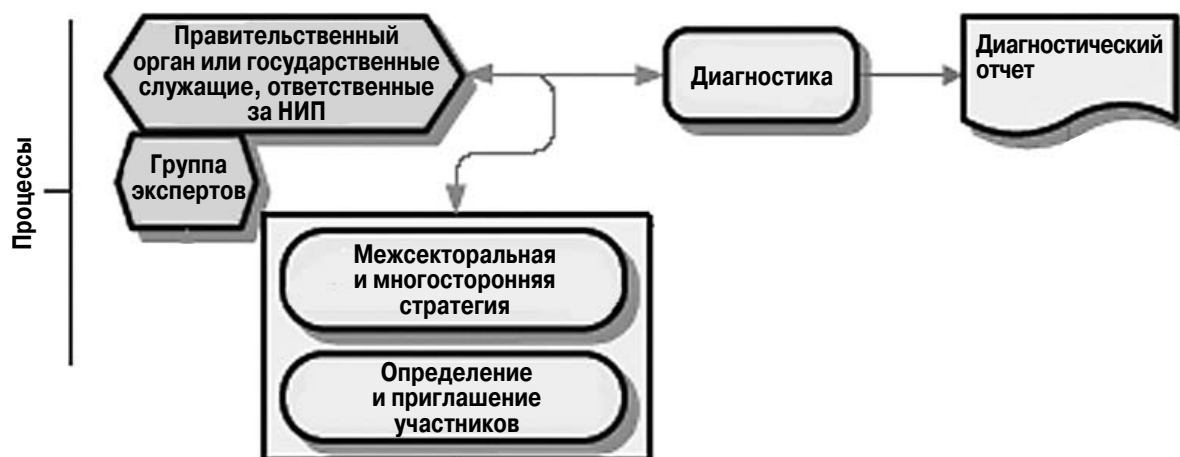 Процессы
Правительственный
орган или государственные
служащие, ответственные
за НИП
Группа
экспертов
Диагностика
Диагностический
отчет
Межсекторальная
и многосторонняя
стратегия
Определение
и приглашение
участников